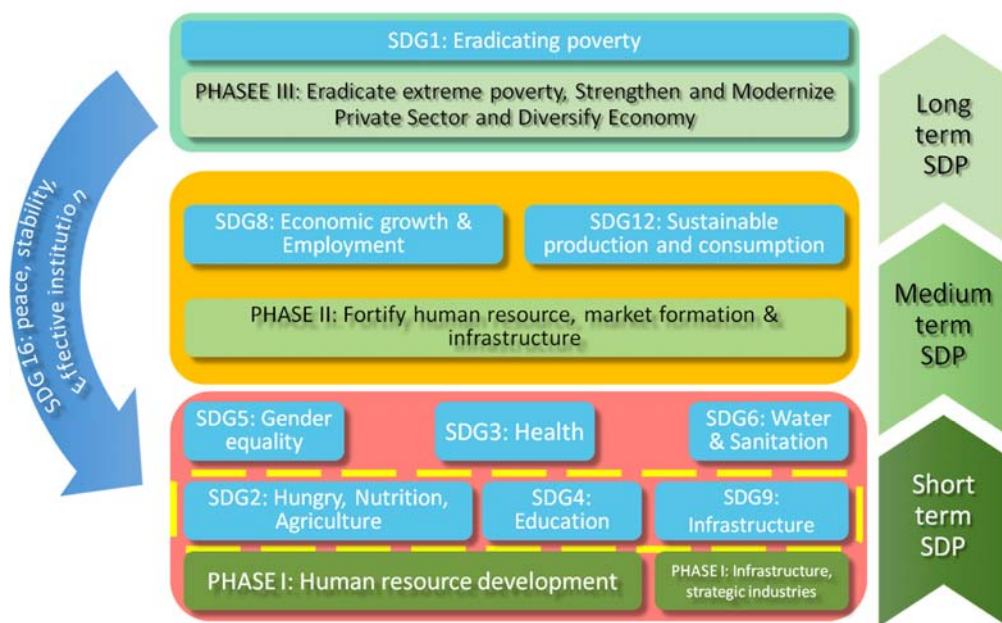 SDG1: Eradicating poverty
PHASEE III: Eradicate extreme poverty, Strengthen and Modernize
Private Sector and Diversify Economy
Long
term
SDP
SDG 16: peace, stability,
Effective institution
SDG8: Economic growth &
Employment
SDG12: Sustainable
production and consumption
PHASE II: Fortify human resource, market formation &
infrastructure
Medium
term
SDP
SDG5: Gender
equality
SDG3: Health
SDG6: Water
& Sanitation
SDG2: Hungry, Nutrition,
Agriculture
SDG4:
Education
SDG9:
Infrastructure
PHASE I: Human resource development
PHASE I: Infrastructure,
strategic industries
Short
term
SDP